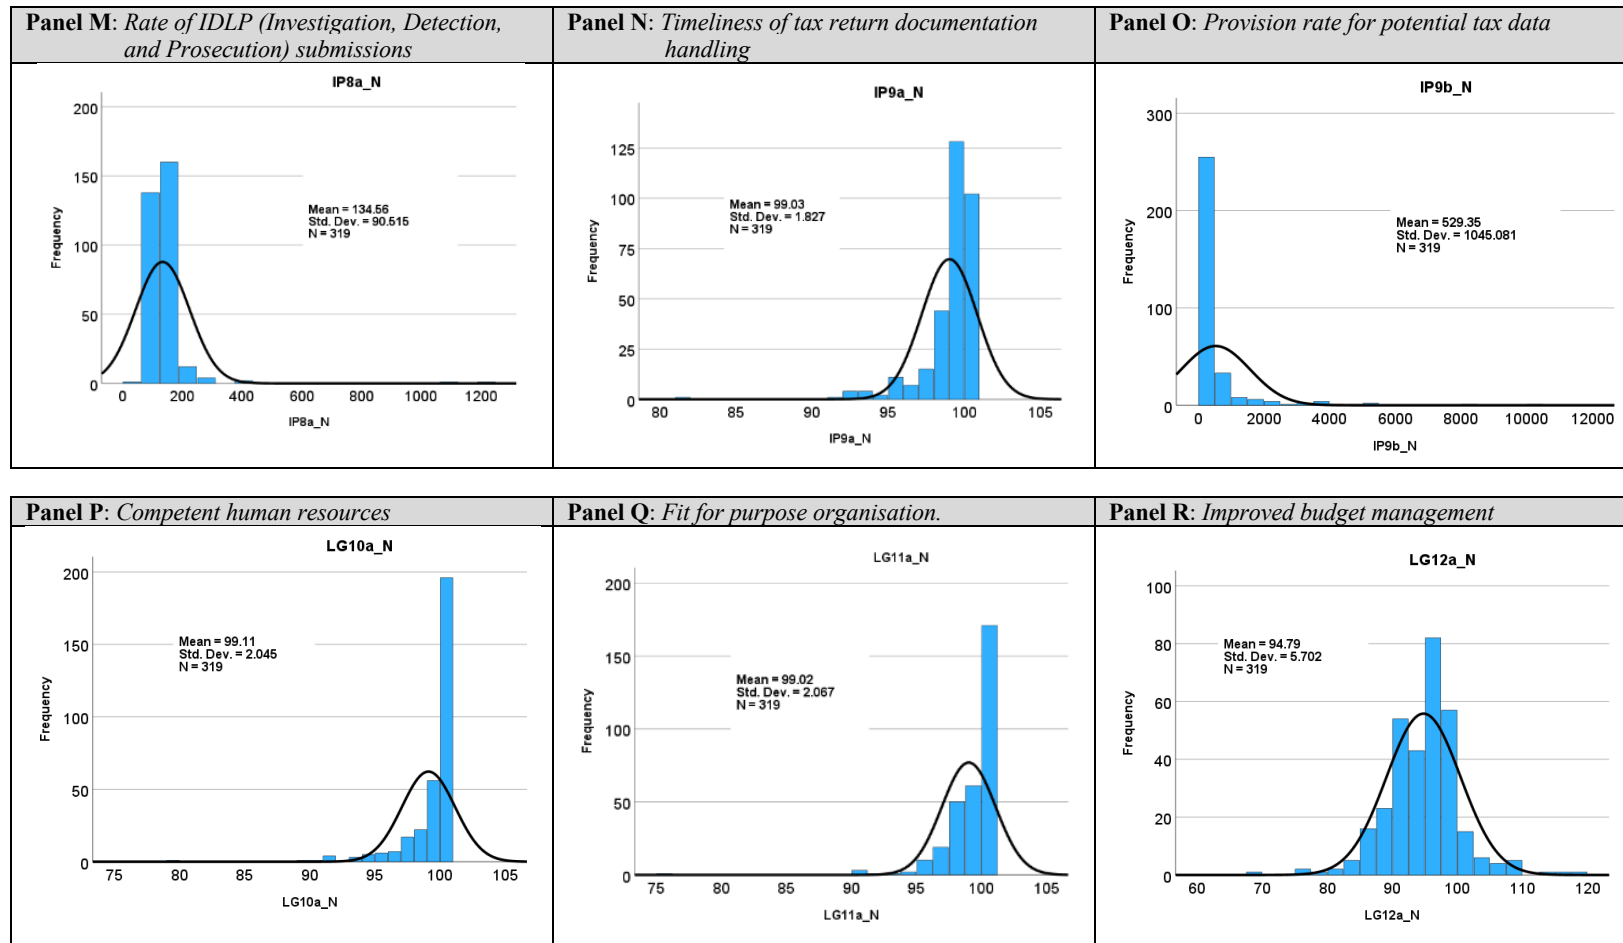 Panel M: Rate of IDLP (Investigation, Detection,
and Prosecution) submissions
Panel N: Timeliness of tax return documentation
handling
Panel O: Provision rate for potential tax data
IP8a_N
200
150
100
50
0
Frequency
Mean = 134.56
Std. Dev. = 90.515
N = 319
0 200 400 600 800 1000 1200
IP8a_N
IP9a_N
125
100
75
50
25
0
Frequency
Mean = 99.03
Std. Dev. = 1.827
N = 319
80 85 90 95 100 105
IP9a_N
IP9b_N
300
200
100
0
Frequency
Mean = 529.35
Std. Dev. = 1045.081
N = 319
0 2000 4000 6000 8000 10000 12000
IP9b_N
Panel P: Competent human resources
Panel Q: Fit for purpose organisation.
Panel R: Improved budget management
LG10a_N
200
150
100
50
0
Frequency
Mean = 99.11
Std. Dev. = 2.045
N = 319
75 80 85 90 95 100 105
LG10a_N
LG11a_N
200
150
100
50
0
Frequency
Mean = 99.02
Std. Dev. = 2.067
N = 319
75 80 85 90 95 100 105
LG11a_N
LG12a_N
100
80
60
40
20
0
Frequency
Mean = 94.79
Std. Dev. = 5.702
N = 319
60 70 80 90 100 110 120
LG12a_N